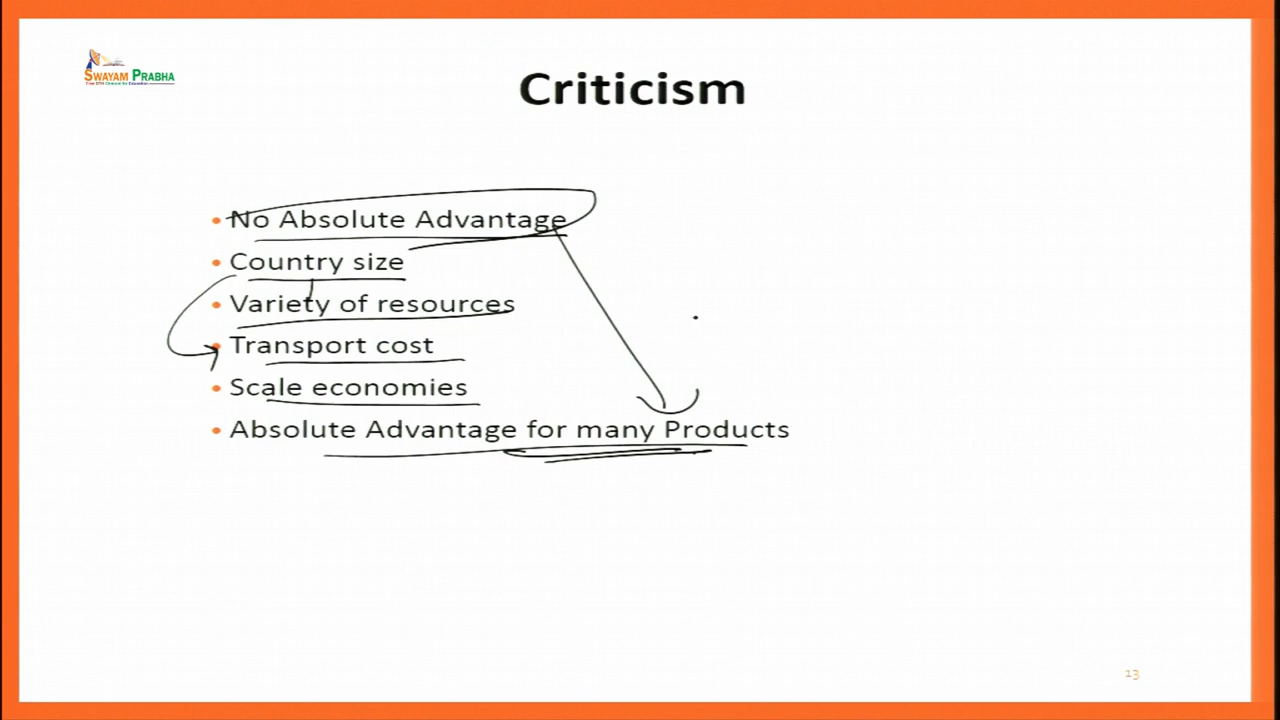 SWAYAM PRABHA
Criticism
• No Absolute Advantage
• Country size
• Variety of resources
• Transport cost
• Scale economies
• Absolute Advantage for many Products
13